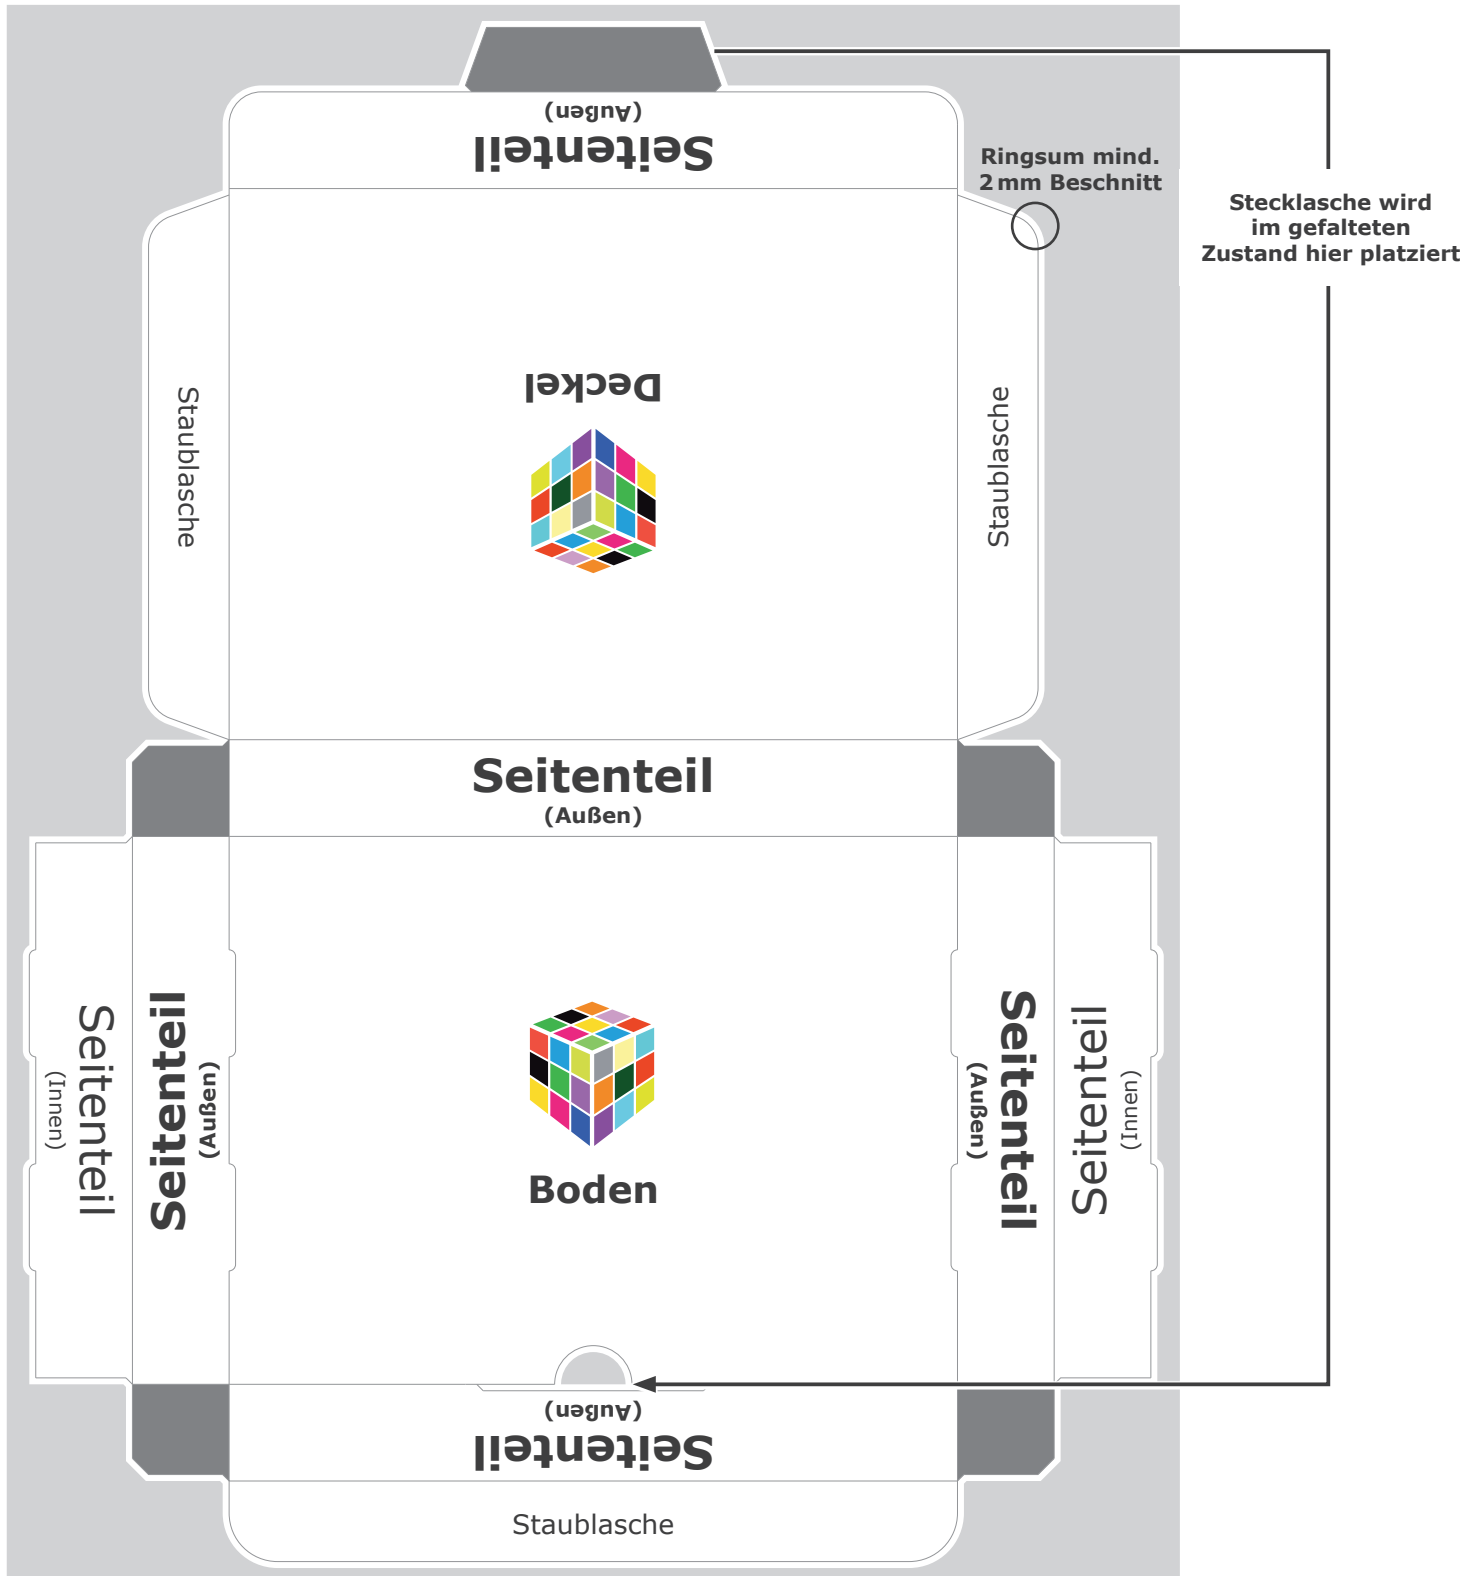 (Außen)
Seitenteil
Ringsum mind.
2 mm Beschnitt
Stecklasche wird
im gefalteten
Zustand hier platziert
Deckel
Staublasche
Staublasche
Seitenteil
(Außen)
Seitenteil
(Innen)
Seitenteil
(Außen)
Boden
Seitenteil
(Außen)
Seitenteil
(Innen)
(Außen)
Seitenteil
Staublasche